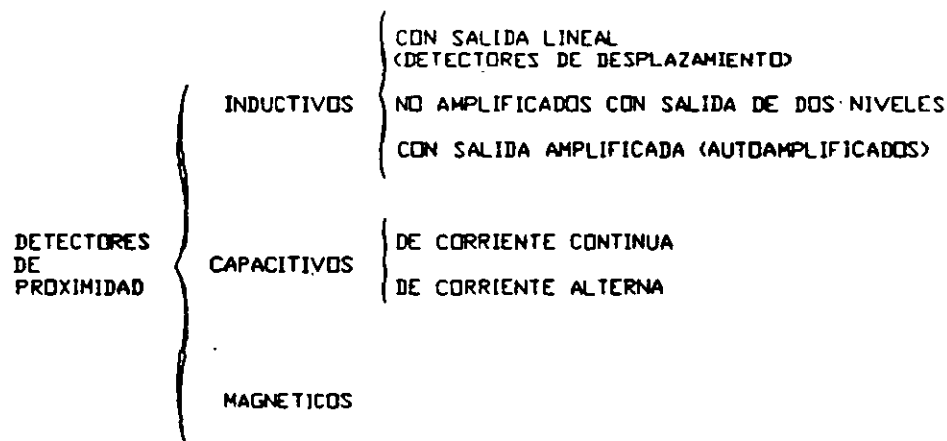 CON SALIDA LINEAL
(DETECTORES DE DESPLAZAMIENTO)
INDUCTIVOS
NO AMPLIFICADOS CON SALIDA DE DOS NIVELES
CON SALIDA AMPLIFICADA (AUTOAMPLIFICADOS)
DETECTORES
DE
PROXIMIDAD
CAPACITIVOS
DE CORRIENTE CONTINUA
DE CORRIENTE ALTERNA
MAGNETICOS